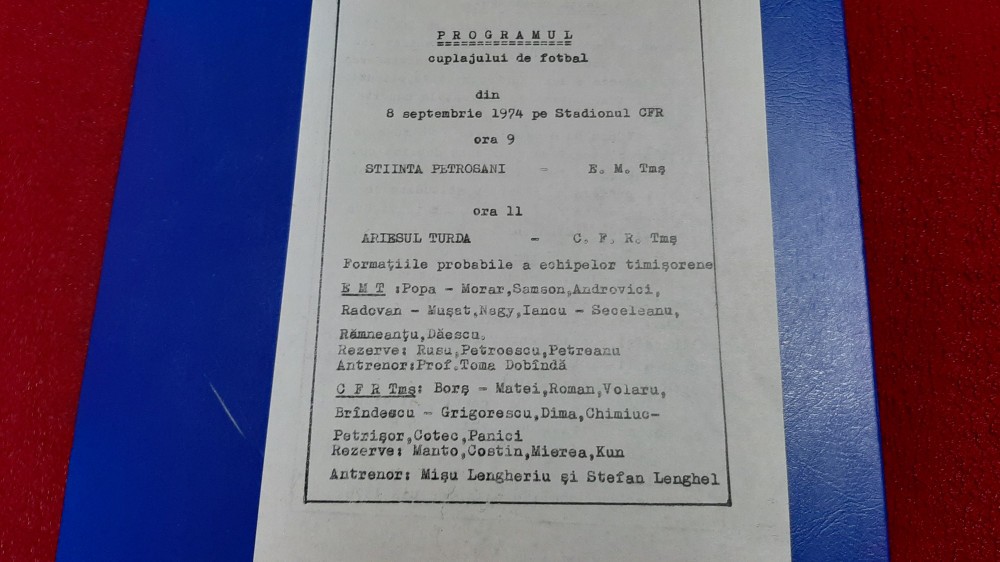 PROGRAMUL
cuplajului de fotbal
din
8 septembrie 1974 pe Stadionul CFR
ora 9
STIINTA PETROSANI = E. M. Tmş
ora 11
ARIESUL TURDA - C. F. R. Tmş
Formaţiile probabile a echipelor timişorene
E M T :Popa - Morar,Samson,Androvici,
Radovan - Muşat,Nagy,Iancu - Seceleanu,
Rămneanţu,Dăescu.
Rezerve: Rusu,Petroescu,Petreanu
Antrenor:Prof.Toma Dobîndă
C F R Tmş: Borş - Matei,Roman,Volaru,
Brîndescu - Grigorescu,Dima,Chimiuc-
Petrişor,Cotec,Panici
Rezerve: Manto,Costin,Mierea,Kun
Antrenor: Mişu Lengheriu şi Stefan Lenghel